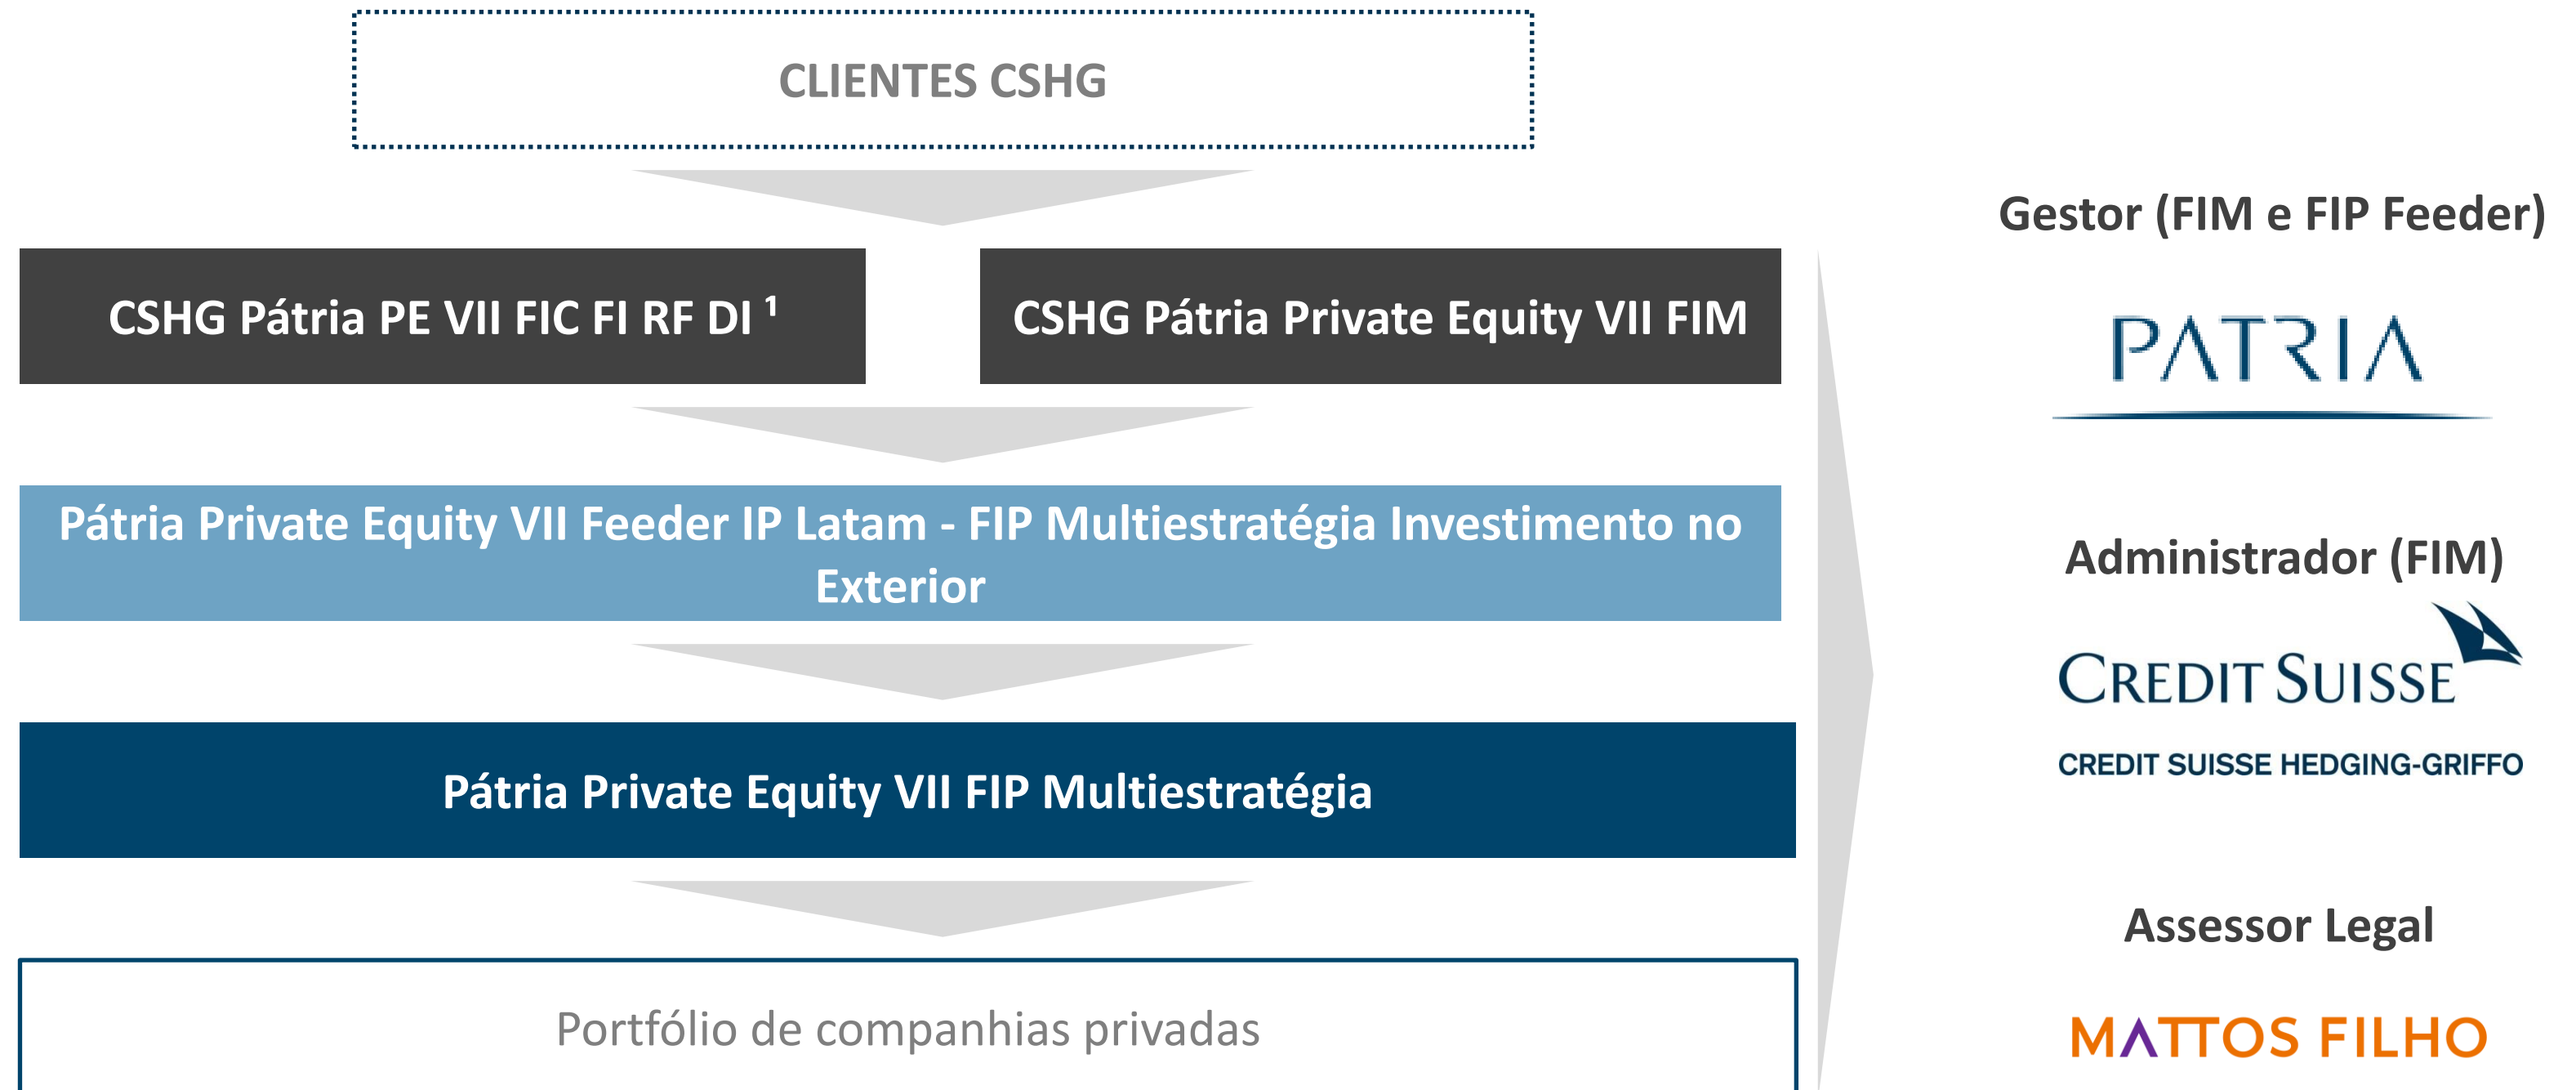 CLIENTES CSHG
CSHG Pátria PE VII FIC FI RF DI ¹
CSHG Pátria Private Equity VII FIM
Pátria Private Equity VII Feeder IP Latam - FIP Multiestratégia Investimento no
Exterior
Pátria Private Equity VII FIP Multiestratégia
Portfólio de companhias privadas
Gestor (FIM e FIP Feeder)
PATRIA
Administrador (FIM)
CREDIT SUISSE
CREDIT SUISSE HEDGING-GRIFFO
Assessor Legal
MATTOS FILHO